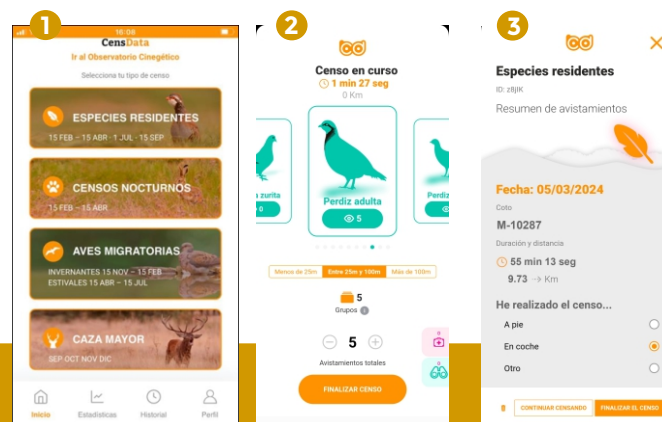 1
16:08
CensData
Ir al Observatorio Cinegético
Selecciona tu tipo de censo
ESPECIES RESIDENTES
15 FEB – 15 ABR - 1 JUL - 15 SEP
CENSOS NOCTURNOS
15 FEB – 15 ABR
AVES MIGRATORIAS
INVERNANTES 15 NOV – 15 FEB
ESTIVALES 15 ABR – 15 JUL
CAZA MAYOR
SEP OCT NOV DIC
Inicio
Estadísticas
Historial
Perfil
2
Censo en curso
1 min 27 seg
0 Km
zurita
0
Perdiz adulta
5
Perdiz
Menos de 25m
Entre 25m y 100m
Más de 100m
5
Grupos
5
Avistamientos totales
FINALIZAR CENSO
3
Especies residentes
Resumen de avistamientos
Fecha: 05/03/2024
Coto
M-10287
Duración y distancia
55 min 13 seg
9.73 → Km
He realizado el censo...
A pie
En coche
Otro
CONTINUAR CENSANDO
FINALIZAR EL CENSO